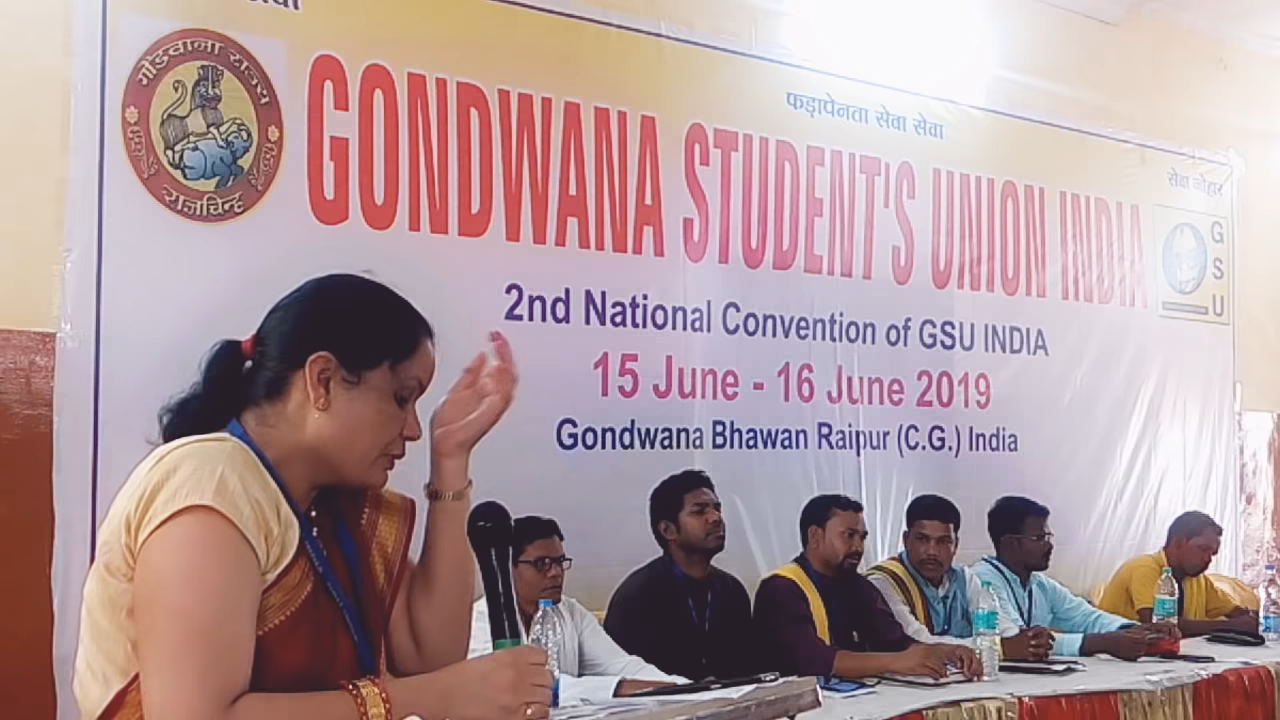 गोंडवाना राज्य
राजचिन्ह
फड़ापेनता सेवा सेवा
सेवा जोहार
GONDWANA STUDENT'S UNION INDIA
GSU
2nd National Convention of GSU INDIA
15 June - 16 June 2019
Gondwana Bhawan Raipur (C.G.) India